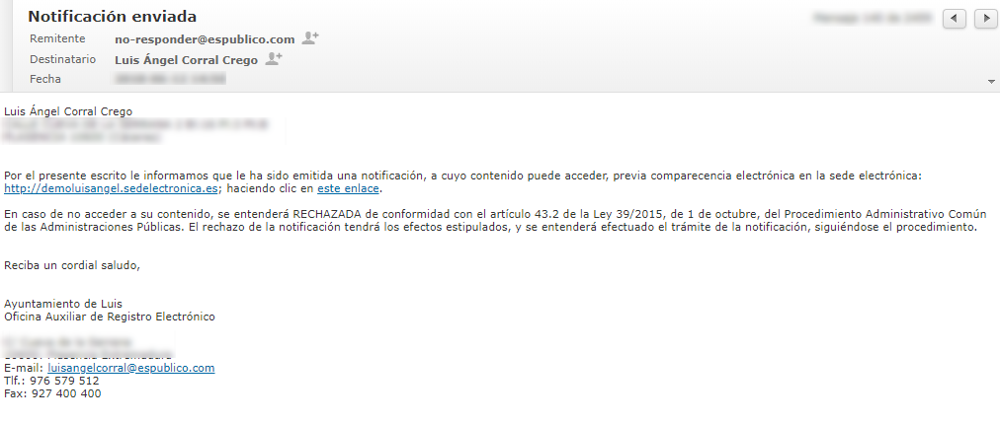 Notificación enviada
Remitente no-responder@espublico.com
Destinatario Luis Ángel Corral Crego
Fecha
Luis Ángel Corral Crego
Por el presente escrito le informamos que le ha sido emitida una notificación, a cuyo contenido puede acceder, previa comparecencia electrónica en la sede electrónica:
http://demoluisangel.sedelectronica.es; haciendo clic en este enlace.
En caso de no acceder a su contenido, se entenderá RECHAZADA de conformidad con el artículo 43.2 de la Ley 39/2015, de 1 de octubre, del Procedimiento Administrativo Común
de las Administraciones Públicas. El rechazo de la notificación tendrá los efectos estipulados, y se entenderá efectuado el trámite de la notificación, siguiéndose el procedimiento.
Reciba un cordial saludo,
Ayuntamiento de Luis
Oficina Auxiliar de Registro Electrónico
E-mail: luisangelcorral@espublico.com
Tlf.: 976 579 512
Fax: 927 400 400